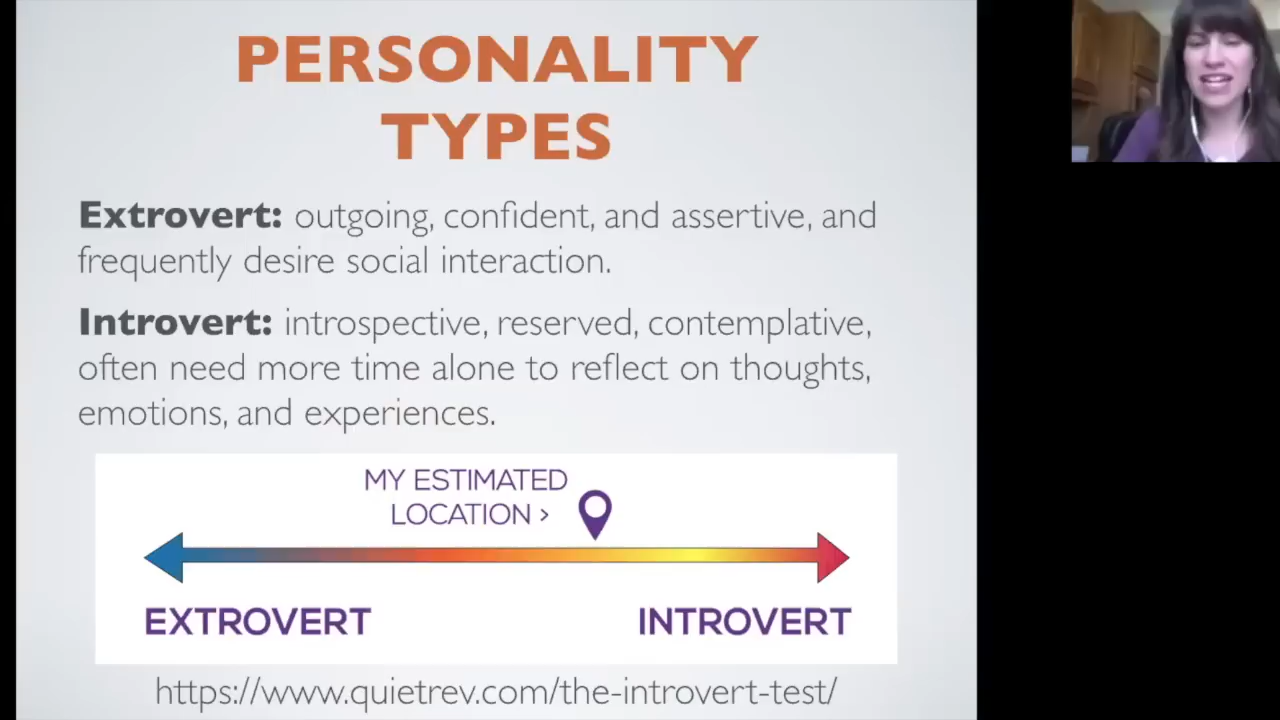 PERSONALITY
TYPES
Extrovert: outgoing, confident, and assertive, and
frequently desire social interaction.
Introvert: introspective, reserved, contemplative,
often need more time alone to reflect on thoughts,
emotions, and experiences.
MY ESTIMATED
LOCATION >
EXTROVERT
INTROVERT
https://www.quietrev.com/the-introvert-test/